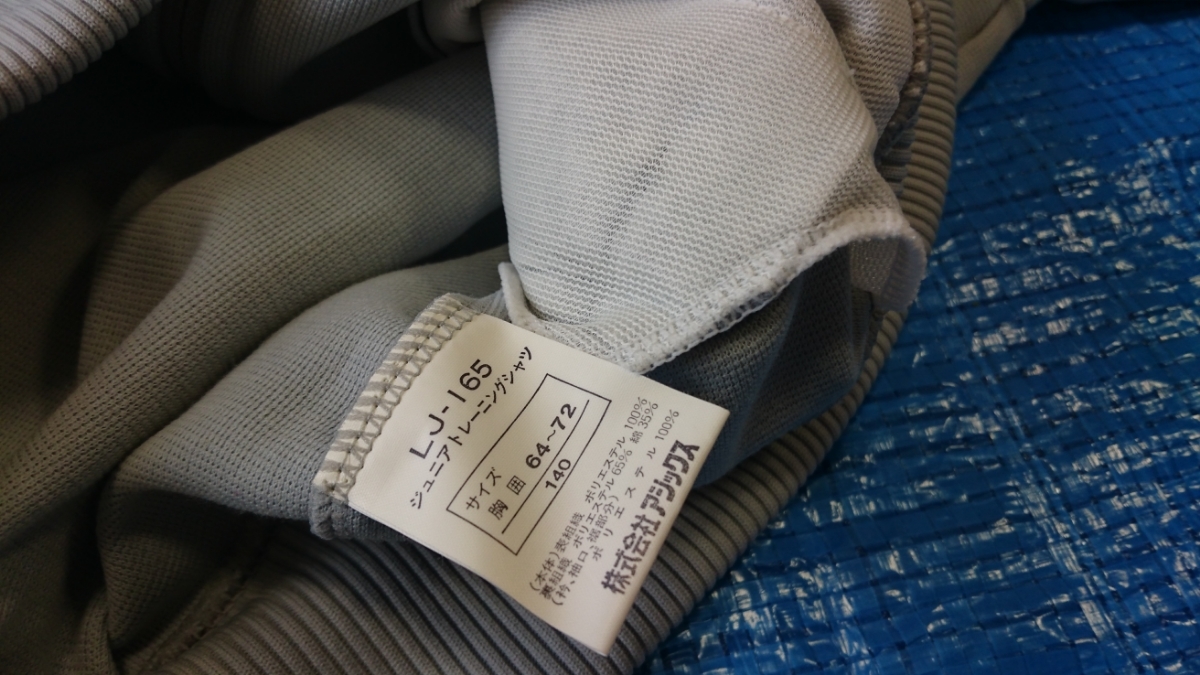 LJ-165
ジュニアトレーニングシャツ
サイズ
胸 囲 64~72
140
(本体)表組織 ポリエステル 100%
裏組織 ポリエステル 65% 綿 35%
(衿、袖口、裾部分)
ポ リ エ ス テ ル 100%
株式会社 アシックス